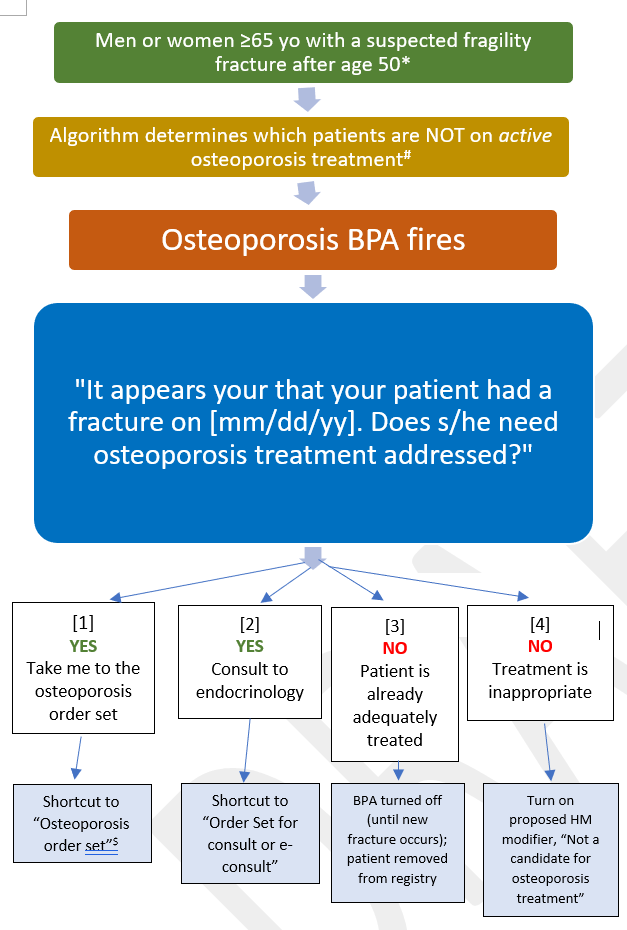 Men or women ≥65 yo with a suspected fragility
fracture after age 50*
Algorithm determines which patients are NOT on active
osteoporosis treatment#
Osteoporosis BPA fires
"It appears your that your patient had a
fracture on [mm/dd/yy]. Does s/he need
osteoporosis treatment addressed?"
[1]
YES
Take me to the
osteoporosis
order set
[2]
YES
Consult to
endocrinology
[3]
NO
Patient is
already
adequately
treated
[4]
NO
Treatment is
inappropriate
Shortcut to
“Osteoporosis
order set”$
Shortcut to
“Order Set for
consult or e-
consult”
BPA turned off
(until new
fracture occurs);
patient removed
from registry
Turn on
proposed HM
modifier, “Not a
candidate for
osteoporosis
treatment”